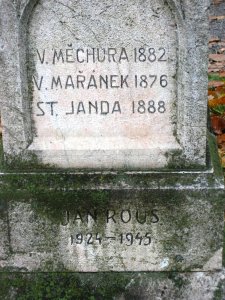 V. MĚCHURA 1882
V. MAŘÁNEK 1876
ST. JANDA 1888
JAN ROUS
1924-1945